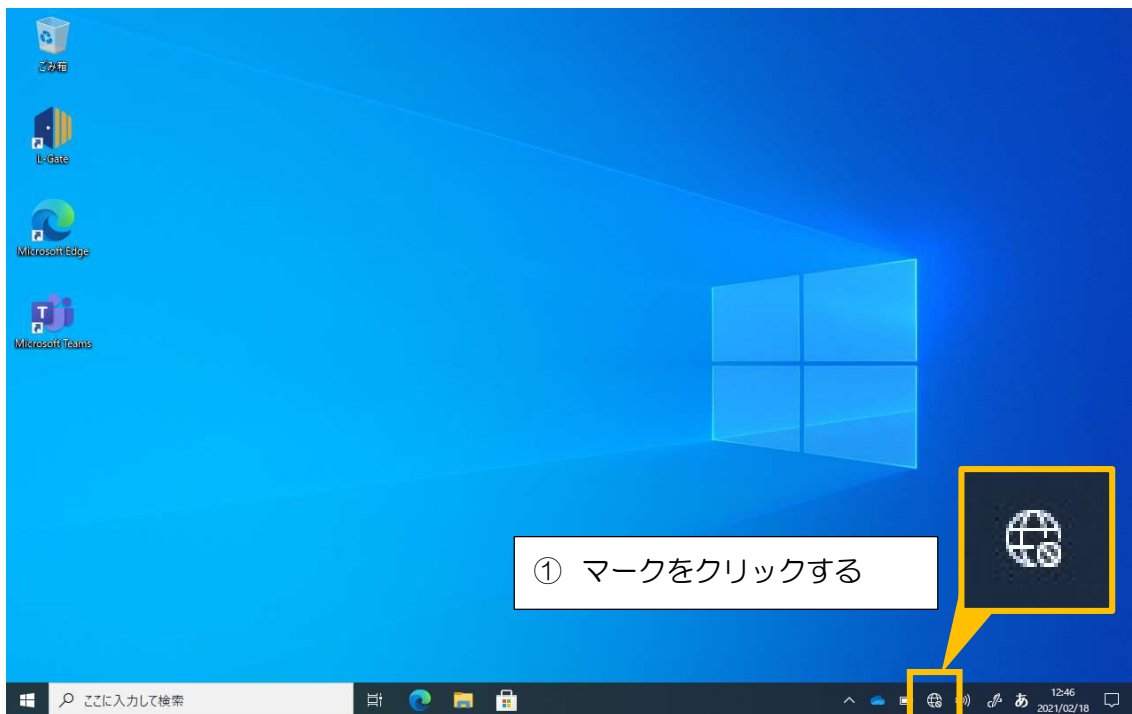 ごみ箱
L-Gate
Microsoft Edge
Microsoft Teams
① マークをクリックする
ここに入力して検索
あ
12:46
2021/02/18